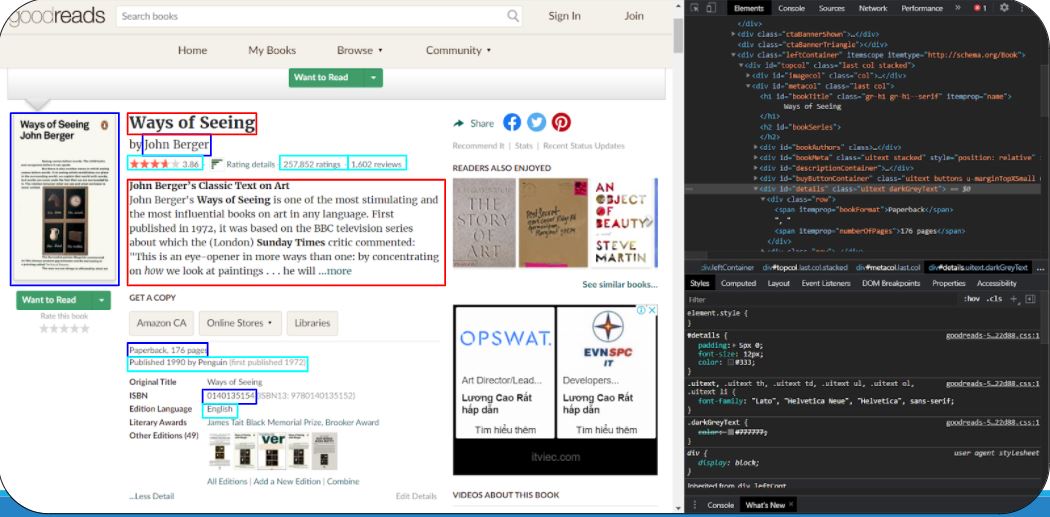 goodreads
Search books
Sign In
Join
Home
My Books
Browse ▾
Community ▾
Want to Read
Ways of Seeing
John Berger
Ways of Seeing
by John Berger
3.86
Rating details
257,852 ratings
1,602 reviews
John Berger's Classic Text on Art
John Berger's Ways of Seeing is one of the most stimulating and
the most influential books on art in any language. First
published in 1972, it was based on the BBC television series
about which the (London) Sunday Times critic commented:
"This is an eye-opener in more ways than one: by concentrating
on how we look at paintings . . . he will ...more
Want to Read
Rate this book
GET A COPY
Amazon CA
Online Stores ▾
Libraries
Paperback, 176 pages
Published 1990 by Penguin (first published 1972)
Original Title
Ways of Seeing
ISBN
0140135154 (ISBN13: 9780140135152)
Edition Language
English
Literary Awards
James Tait Black Memorial Prize, Brooker Award
Other Editions (49)
ver
All Editions | Add a New Edition | Combine
...Less Detail
Edit Details
Share
Recommend It | Stats | Recent Status Updates
READERS ALSO ENJOYED
THE
STORY
OF ART
AN
OBJECT
OF
BEAUTY
STEVE
MARTIN
See similar books...
OPSWAT.
EVNSPC
IT
Art Director/Lead...
Developers...
Lương Cao Rất
hấp dẫn
Lương Cao Rất
hấp dẫn
Tìm hiểu thêm
Tìm hiểu thêm
itviec.com
VIDEOS ABOUT THIS BOOK
Elements
Console
Sources
Network
Performance
»
1
</div>
▸<div class="ctaBannerShown">…</div>
<div class="ctaBannerTriangle"></div>
▾<div class="leftContainer" itemscope itemtype="http://schema.org/Book">
▾<div id="topcol" class="last col stacked">
▸<div id="imagecol" class="col">…</div>
▾<div id="metacol" class="last col">
<h1 id="bookTitle" class="gr-h1 gr-h1--serif" itemprop="name">
Ways of Seeing
</h1>
<h2 id="bookSeries">
</h2>
▸<div id="bookAuthors" class>…</div>
▸<div id="bookMeta" class="uitext stacked" style="position: relative
▸<div id="descriptionContainer">…</div>
▸<div id="buyButtonContainer" class="uitext buttons u-marginTopXSmall
▾<div id="details" class="uitext darkGreyText"> == $0
▾<div class="row">
<span itemprop="bookFormat">Paperback</span>
", "
<span itemprop="numberOfPages">176 pages</span>
</div>
div.leftContainer
div#topcol.last.col.stacked
div#metacol.last.col
div#details.uitext.darkGreyText
...
Styles
Computed
Layout
Event Listeners
DOM Breakpoints
Properties
Accessibility
Filter
:hov .cls +
element.style {
}
#details {
goodreads-5…22d88.css:1
padding:▸ 5px 0;
font-size: 12px;
color: #333;
}
.uitext, .uitext th, .uitext td, .uitext ul, .uitext ol,
goodreads-5…22d88.css:1
.uitext li {
font-family: "Lato", "Helvetica Neue", "Helvetica", sans-serif;
}
.darkGreyText {
goodreads-5…22d88.css:1
color: #777777;
}
div {
user agent stylesheet
display: block;
}
Inherited from div.leftCont…
Console
What's New ×